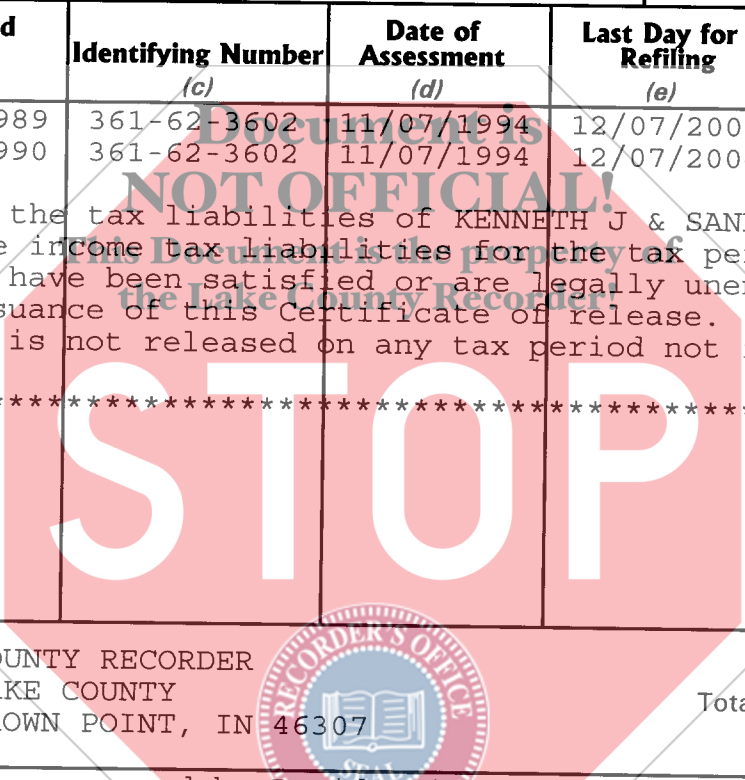 d Identifying Number Date of Assessment Last Day for Refiling
(c) (d) (e)
989 361-62-3602 11/07/1994 12/07/200
990 361-62-3602 11/07/1994 12/07/200
Document is
NOT OFFICIAL!
This Document is the property of
the Lake County Recorder!
the tax liabilities of KENNETH J & SAN
e income tax liabilities for the tax pe
have been satisfied or are legally une
suance of this Certificate of release.
is not released on any tax period not
*****************************************
STOP
OUNTY RECORDER
AKE COUNTY
OWN POINT, IN 46307
Tota
RECORDER'S OFFICE
SEAL